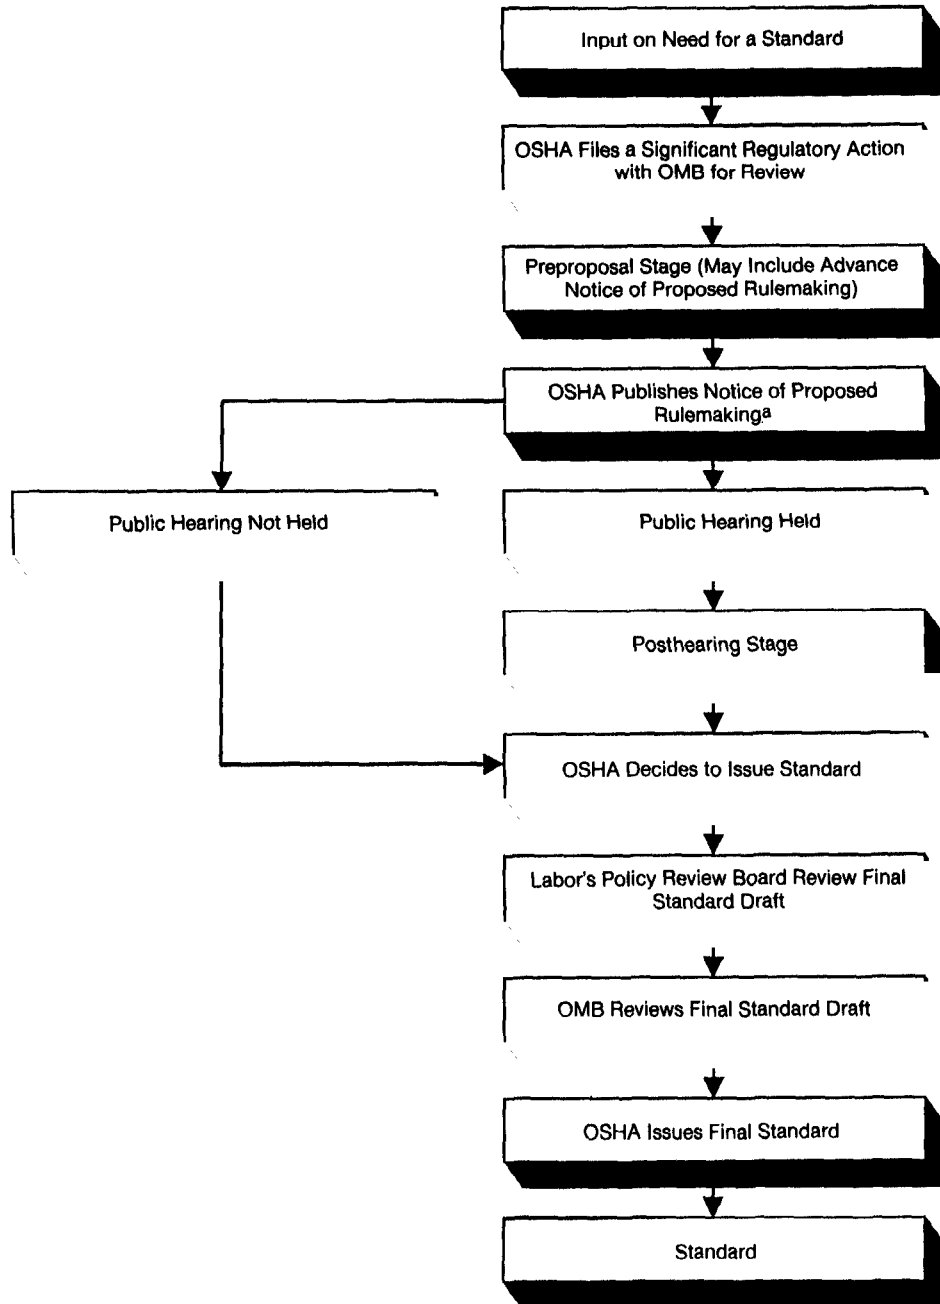 Input on Need for a Standard
OSHA Files a Significant Regulatory Action
with OMB for Review
Preproposal Stage (May Include Advance
Notice of Proposed Rulemaking)
OSHA Publishes Notice of Proposed
Rulemaking.a
Public Hearing Not Held
Public Hearing Held
Posthearing Stage
OSHA Decides to Issue Standard
Labor's Policy Review Board Review Final
Standard Draft
OMB Reviews Final Standard Draft
OSHA Issues Final Standard
Standard